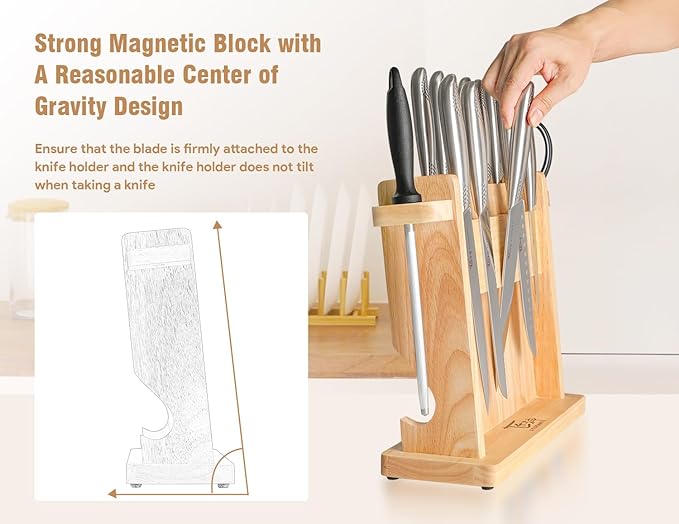 Strong Magnetic Block with
A Reasonable Center of
Gravity Design
Ensure that the blade is firmly attached to the
knife holder and the knife holder does not tilt
when taking a knife